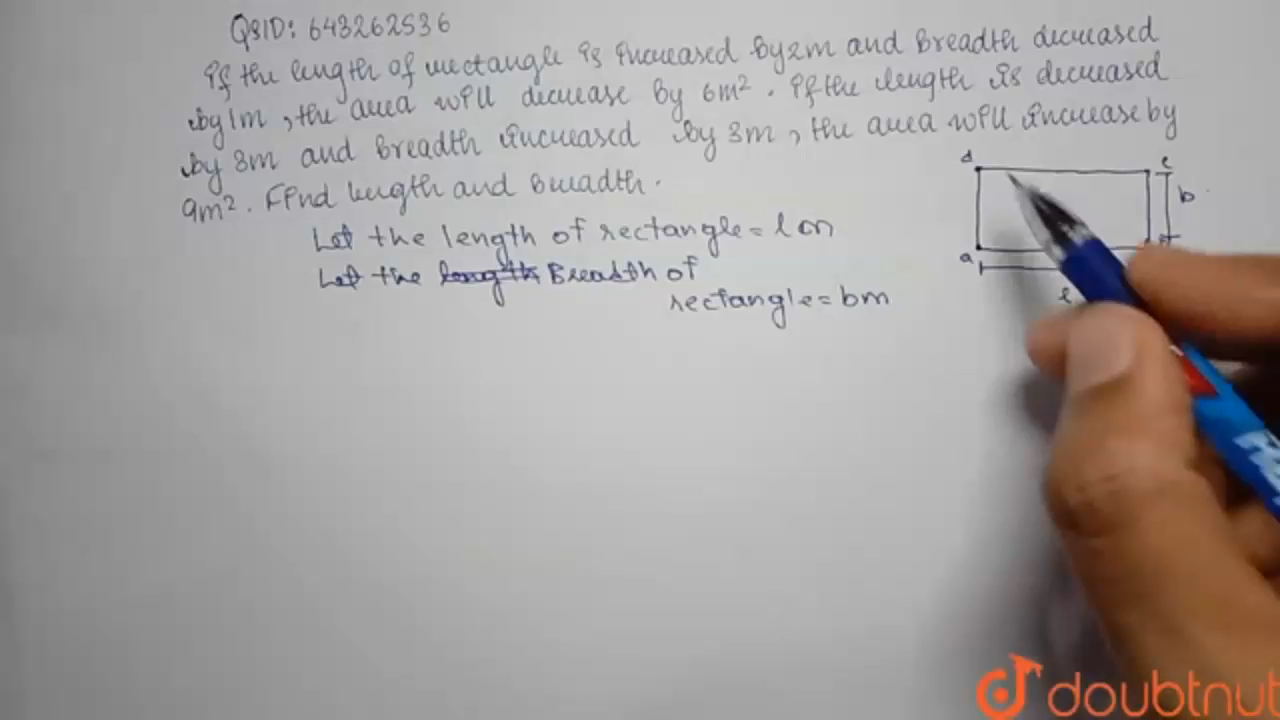 QSID: 643262536
If the length of rectangle is increased by 2m and Breadth decreased
by 1m, the area will decrease by 6m². If the length is decreased
by 3m and Breadth increased by 3m, the area will increase by
9m². Find length and Breadth.
Let the length of rectangle = l m
Let the length Breadth of
rectangle = bm
d
c
b
a
l
doubtnut